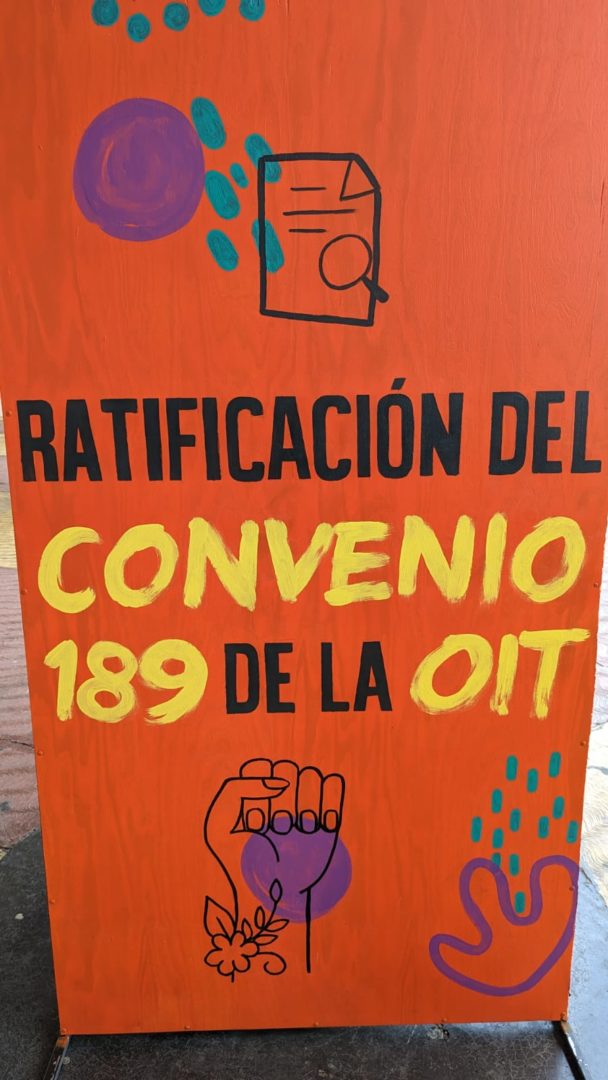 RATIFICACIÓN DEL
CONVENIO
189 DE LA OIT